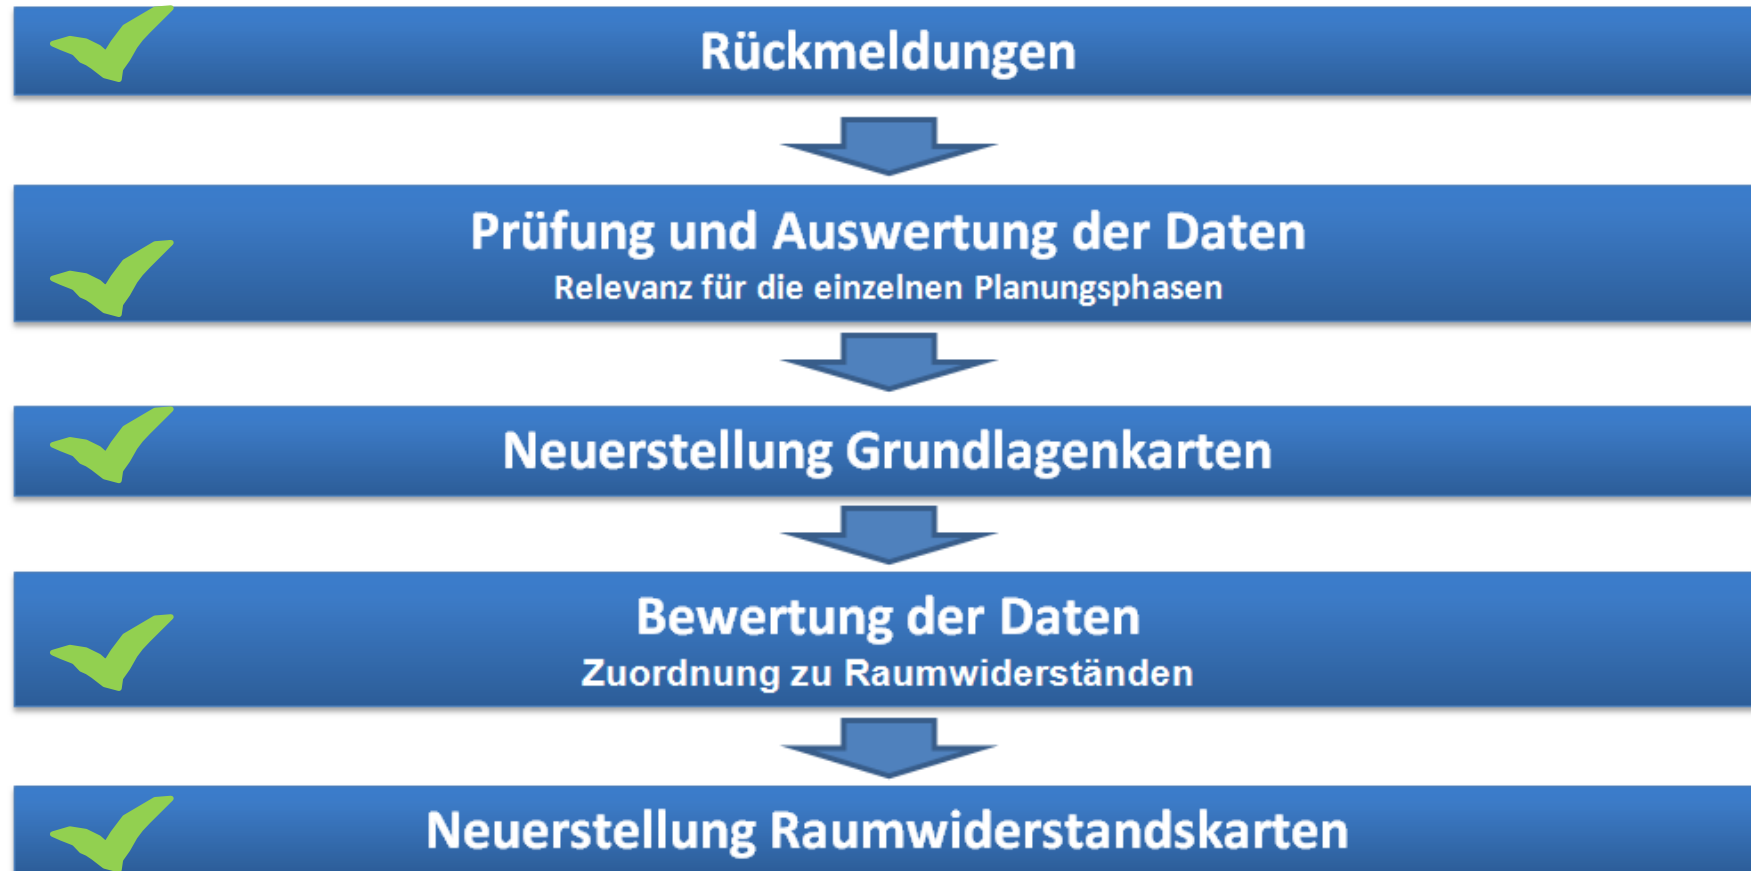 Rückmeldungen
Prüfung und Auswertung der Daten
Relevanz für die einzelnen Planungsphasen
Neuerstellung Grundlagenkarten
Bewertung der Daten
Zuordnung zu Raumwiderständen
Neuerstellung Raumwiderstandskarten